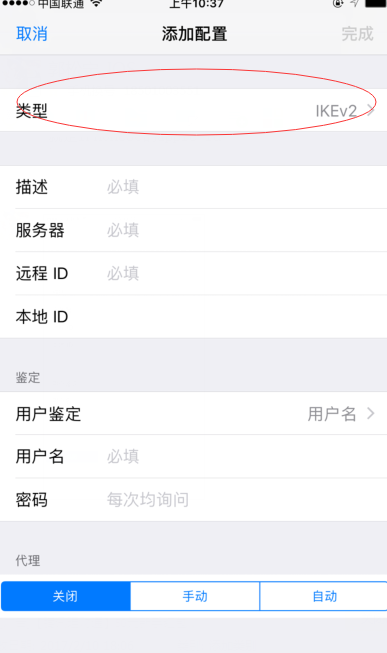 中国联通 上午10:37
取消 添加配置 完成
类型 IKEv2
描述 必填
服务器 必填
远程 ID 必填
本地 ID
鉴定
用户鉴定 用户名
用户名 必填
密码 每次均询问
代理
关闭 手动 自动